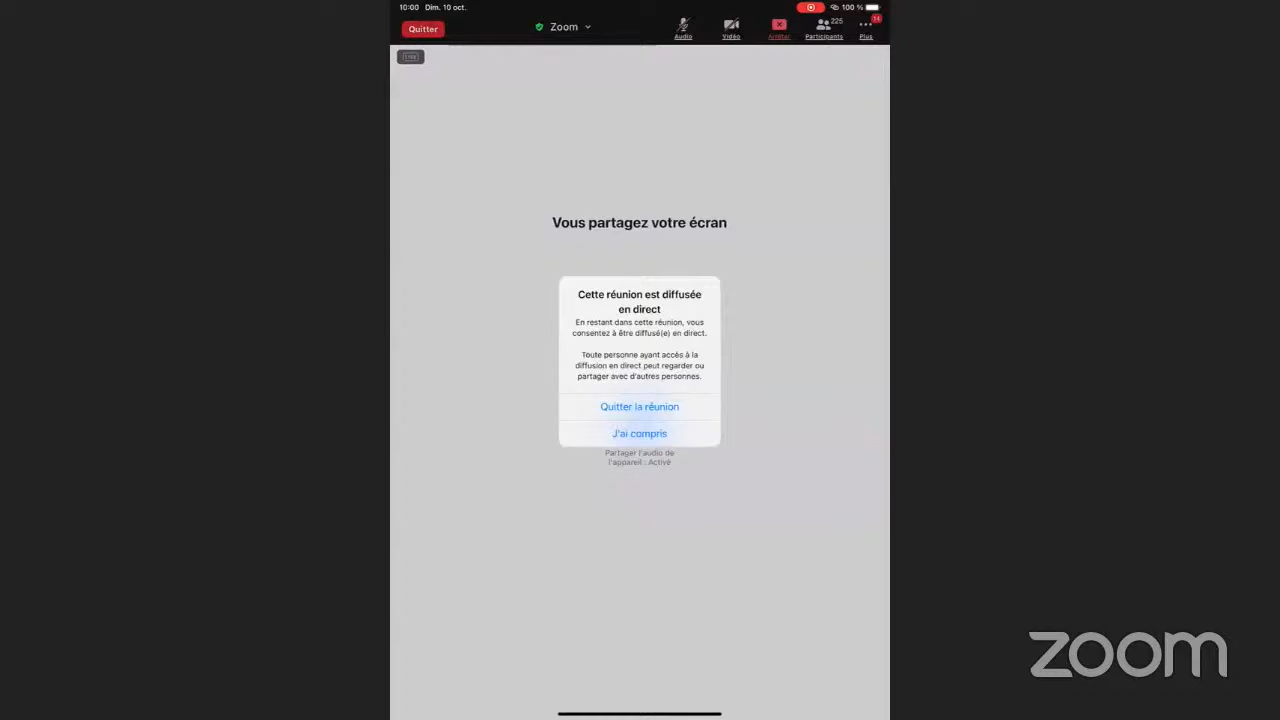 10:00 Dim. 10 oct. 100 %
Quitter Zoom Audio Vidéo Arrêter Participants 225 Plus 14
Vous partagez votre écran
Cette réunion est diffusée
en direct
En restant dans cette réunion, vous
consentez à être diffusé(e) en direct.
Toute personne ayant accès à la
diffusion en direct peut regarder ou
partager avec d'autres personnes.
Quitter la réunion
J'ai compris
Partager l'audio de
l'appareil : Activé
zoom